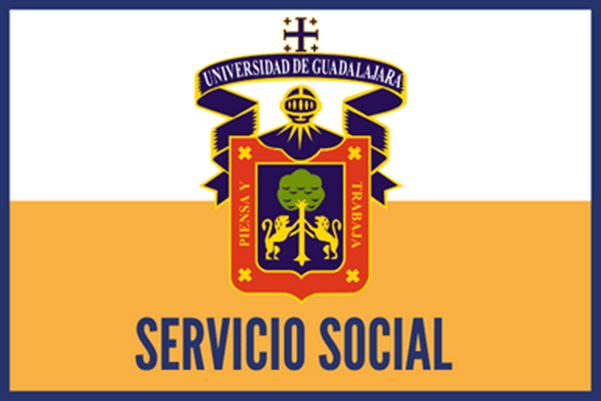 UNIVERSIDAD DE GUADALAJARA
PIENSA Y
TRABAJA
SERVICIO SOCIAL